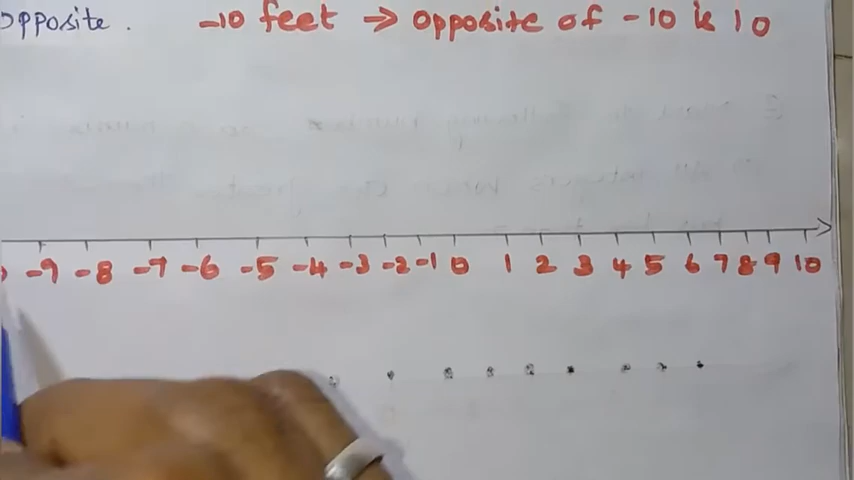 Opposite . -10 feet → Opposite of -10 is 10
-9 -8 -7 -6 -5 -4 -3 -2 -1 0 1 2 3 4 5 6 7 8 9 10